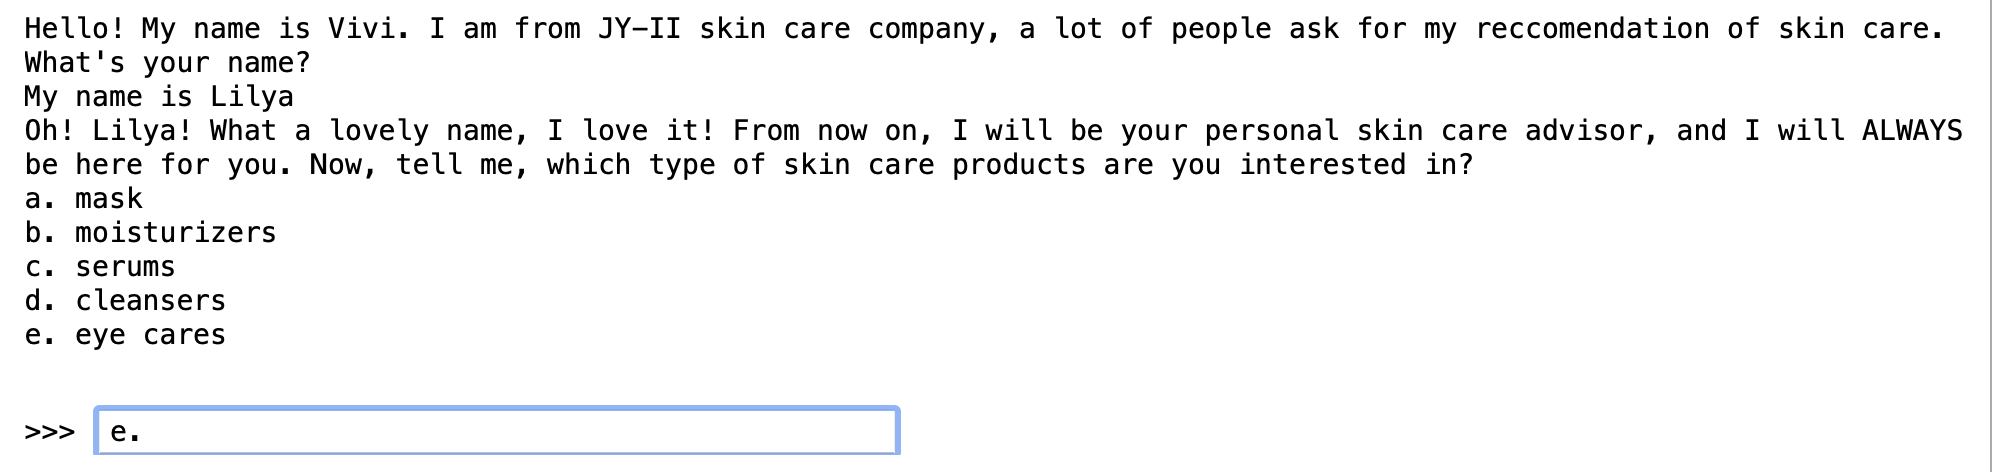 Hello! My name is Vivi. I am from JY-II skin care company, a lot of people ask for my reccomendation of skin care.
What's your name?
My name is Lilya
Oh! Lilya! What a lovely name, I love it! From now on, I will be your personal skin care advisor, and I will ALWAYS
be here for you. Now, tell me, which type of skin care products are you interested in?
a. mask
b. moisturizers
c. serums
d. cleansers
e. eye cares
>>> e.